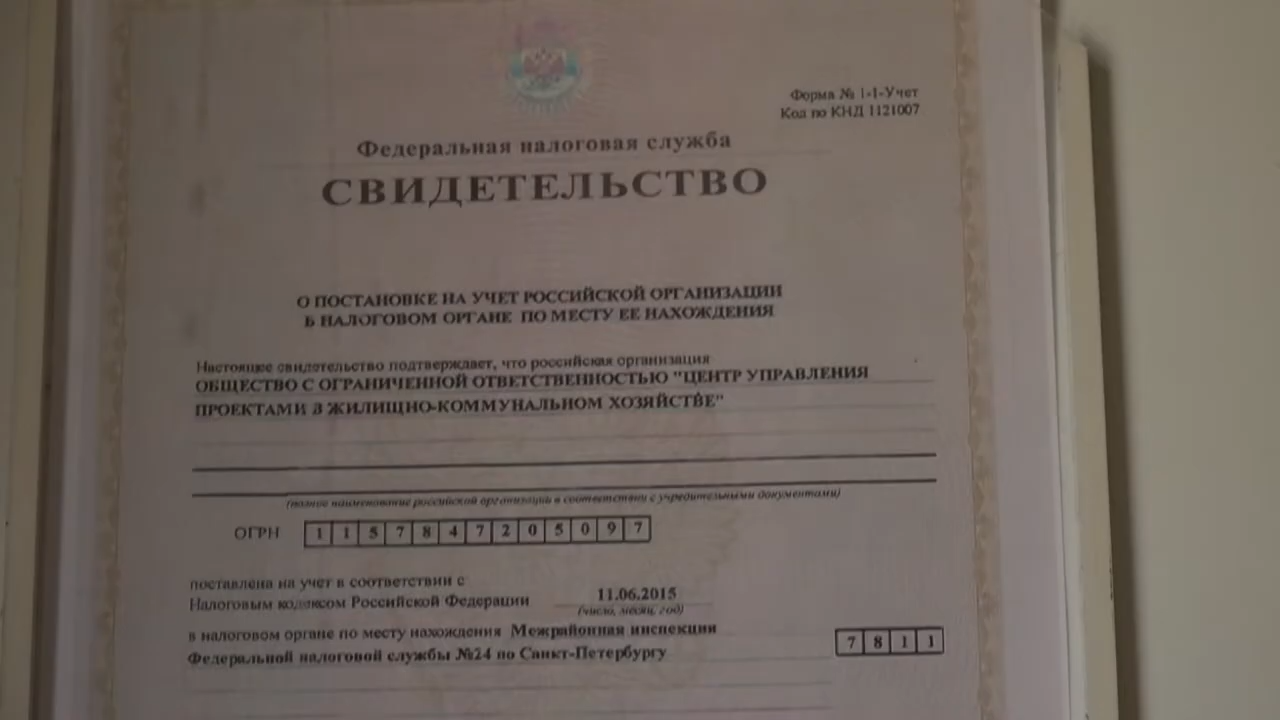 Форма № 1-1-Учет
Код по КНД 1121007
Федеральная налоговая служба
СВИДЕТЕЛЬСТВО
О ПОСТАНОВКЕ НА УЧЕТ РОССИЙСКОЙ ОРГАНИЗАЦИИ
В НАЛОГОВОМ ОРГАНЕ ПО МЕСТУ ЕЕ НАХОЖДЕНИЯ
Настоящее свидетельство подтверждает, что российская организация
ОБЩЕСТВО С ОГРАНИЧЕННОЙ ОТВЕТСТВЕННОСТЬЮ "ЦЕНТР УПРАВЛЕНИЯ
ПРОЕКТАМИ В ЖИЛИЩНО-КОММУНАЛЬНОМ ХОЗЯЙСТВЕ"
(полное наименование российской организации в соответствии с учредительными документами)
ОГРН 1157847205097
поставлена на учет в соответствии с
Налоговым кодексом Российской Федерации 11.06.2015
(число, месяц, год)
в налоговом органе по месту нахождения Межрайонная инспекция
Федеральной налоговой службы №24 по Санкт-Петербургу 7811